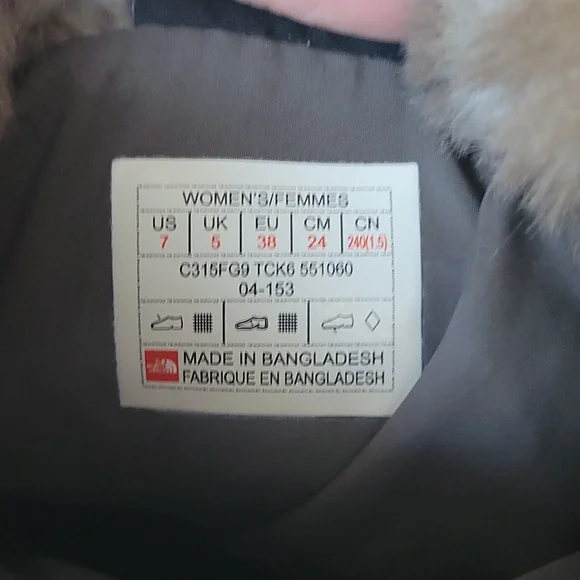 WOMEN'S/FEMMES
US UK EU CM CN
7 5 38 24 240(1.5)
C315FG9 TCK6 551060
04-153
MADE IN BANGLADESH
FABRIQUE EN BANGLADESH